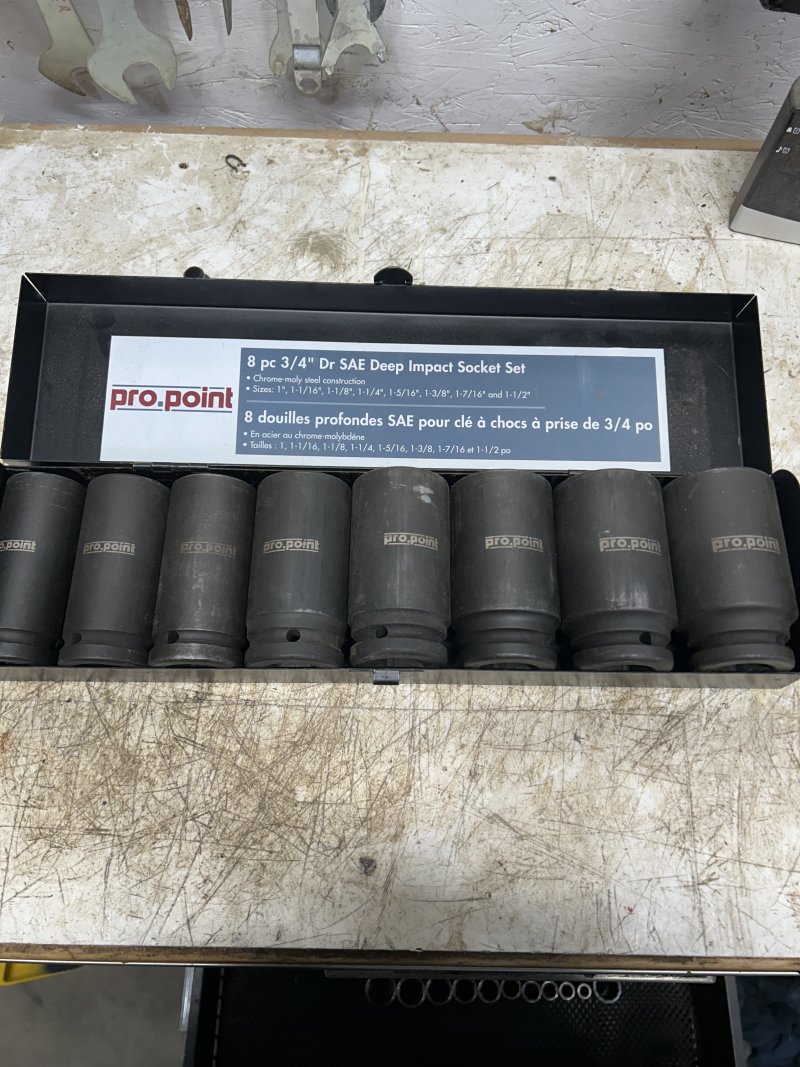 pro.point
8 pc 3/4" Dr SAE Deep Impact Socket Set
• Chrome-moly steel construction
• Sizes: 1", 1-1/16", 1-1/8", 1-1/4", 1-5/16", 1-3/8", 1-7/16" and 1-1/2"
8 douilles profondes SAE pour clé à chocs à prise de 3/4 po
• En acier au chrome-molybdène
• Tailles : 1, 1-1/16, 1-1/8, 1-1/4, 1-5/16, 1-3/8, 1-7/16 et 1-1/2 po
pro.point
pro.point
pro.point
pro.point
pro.point
pro.point
pro.point
pro.point